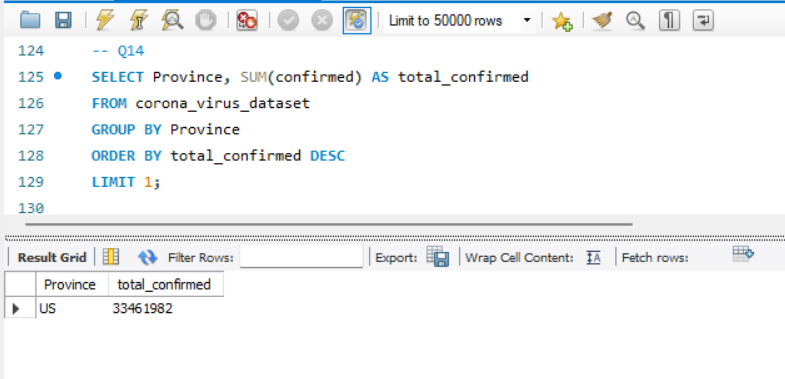 Limit to 50000 rows
124 -- Q14
125 SELECT Province, SUM(confirmed) AS total_confirmed
126 FROM corona_virus_dataset
127 GROUP BY Province
128 ORDER BY total_confirmed DESC
129 LIMIT 1;
130
Result Grid Filter Rows: Export: Wrap Cell Content: Fetch rows:
Province total_confirmed
US 33461982